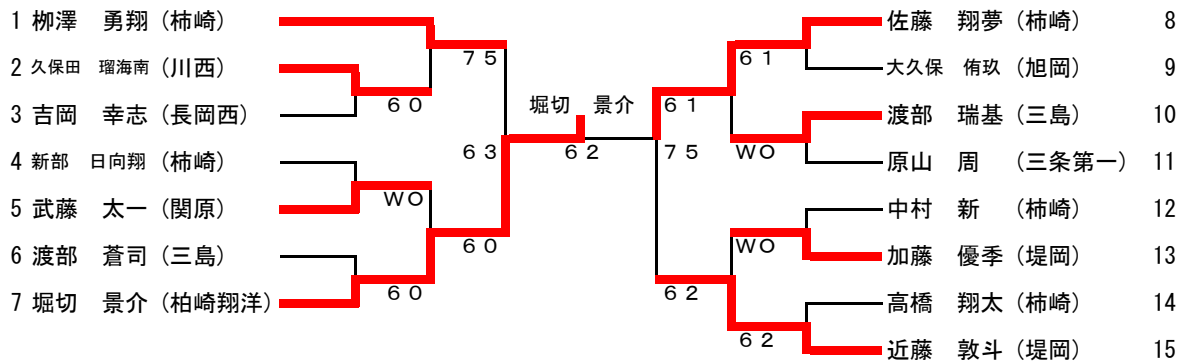 1 栁澤　勇翔（柿崎）
2 久保田　瑠海南（川西）
3 吉岡　幸志（長岡西）
4 新部　日向翔（柿崎）
5 武藤　太一（関原）
6 渡部　蒼司（三島）
7 堀切　景介（柏崎翔洋）
７５
６０
６３
ＷＯ
６０
６０
堀切　景介
６２
６１
６１
７５
ＷＯ
ＷＯ
６２
６２
佐藤　翔夢（柿崎） 8
大久保　侑玖（旭岡） 9
渡部　瑞基（三島） 10
原山　周　（三条第一） 11
中村　新　（柿崎） 12
加藤　優季（堤岡） 13
高橋　翔太（柿崎） 14
近藤　敦斗（堤岡） 15